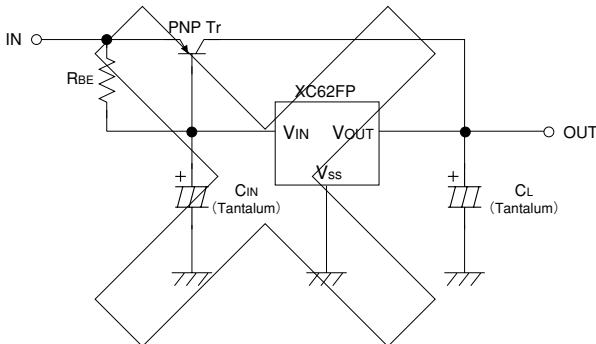 PNP Tr
IN
RBE
XC62FP
VIN VOUT
OUT
VSS
+ CIN
(Tantalum)
+ CL
(Tantalum)